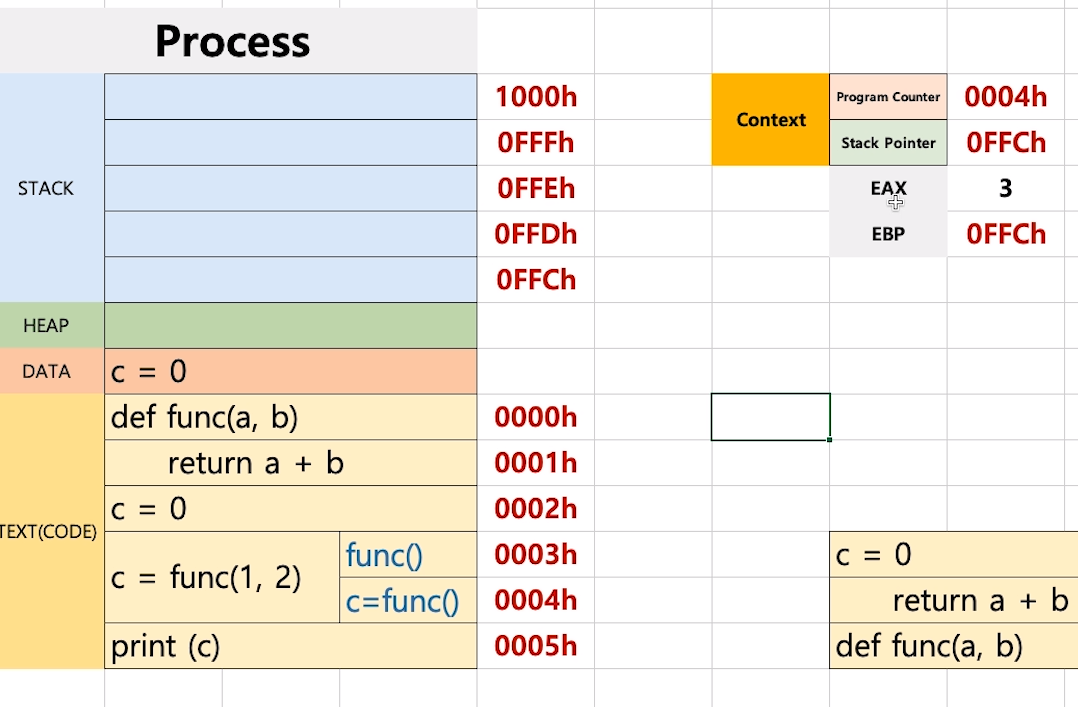 Process
1000h
Context
Program Counter
0004h
0FFFh
Stack Pointer
0FFCh
STACK
0FFEh
EAX
3
0FFDh
EBP
0FFCh
0FFCh
HEAP
DATA
c = 0
def func(a, b)
0000h
return a + b
0001h
c = 0
0002h
TEXT(CODE)
c = func(1, 2)
func()
0003h
c = 0
c=func()
0004h
return a + b
print (c)
0005h
def func(a, b)